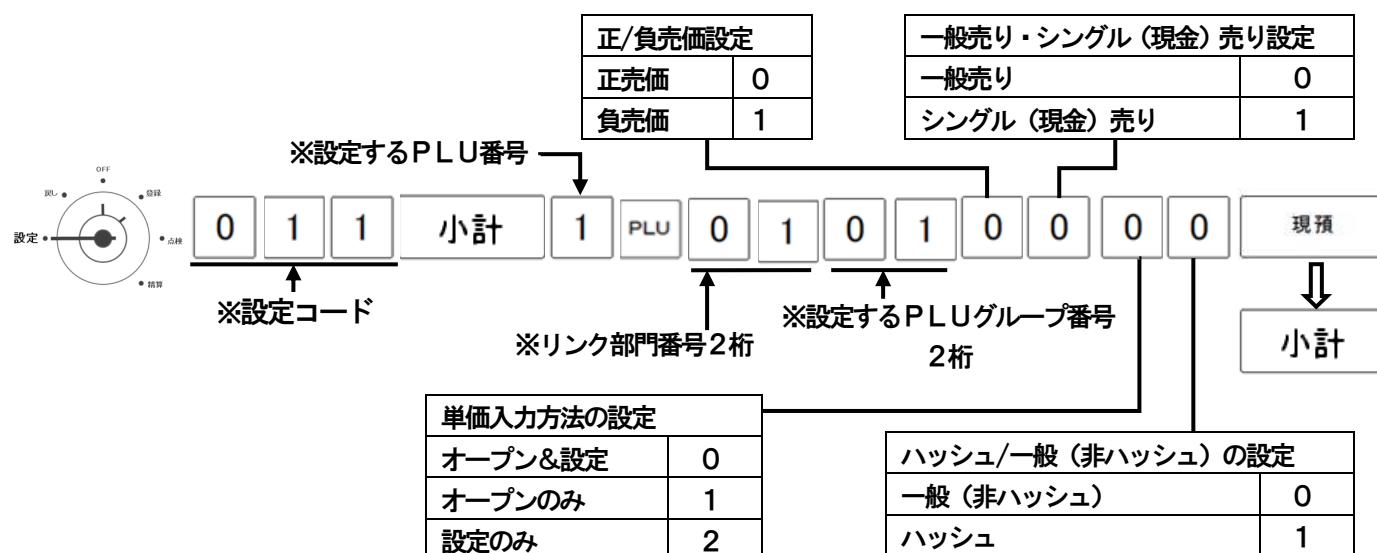 正/負売価設定
正売価 0
負売価 1
一般売り・シングル（現金）売り設定
一般売り 0
シングル（現金）売り 1
※設定するＰＬＵ番号
OFF
戻し
登録
設定
点検
精算
0 1 1 小計 1 PLU 0 1 0 1 0 0 0 0 現預
※設定コード
※リンク部門番号２桁
※設定するＰＬＵグループ番号
２桁
小計
単価入力方法の設定
オープン&設定 0
オープンのみ 1
設定のみ 2
ハッシュ/一般（非ハッシュ）の設定
一般（非ハッシュ） 0
ハッシュ 1